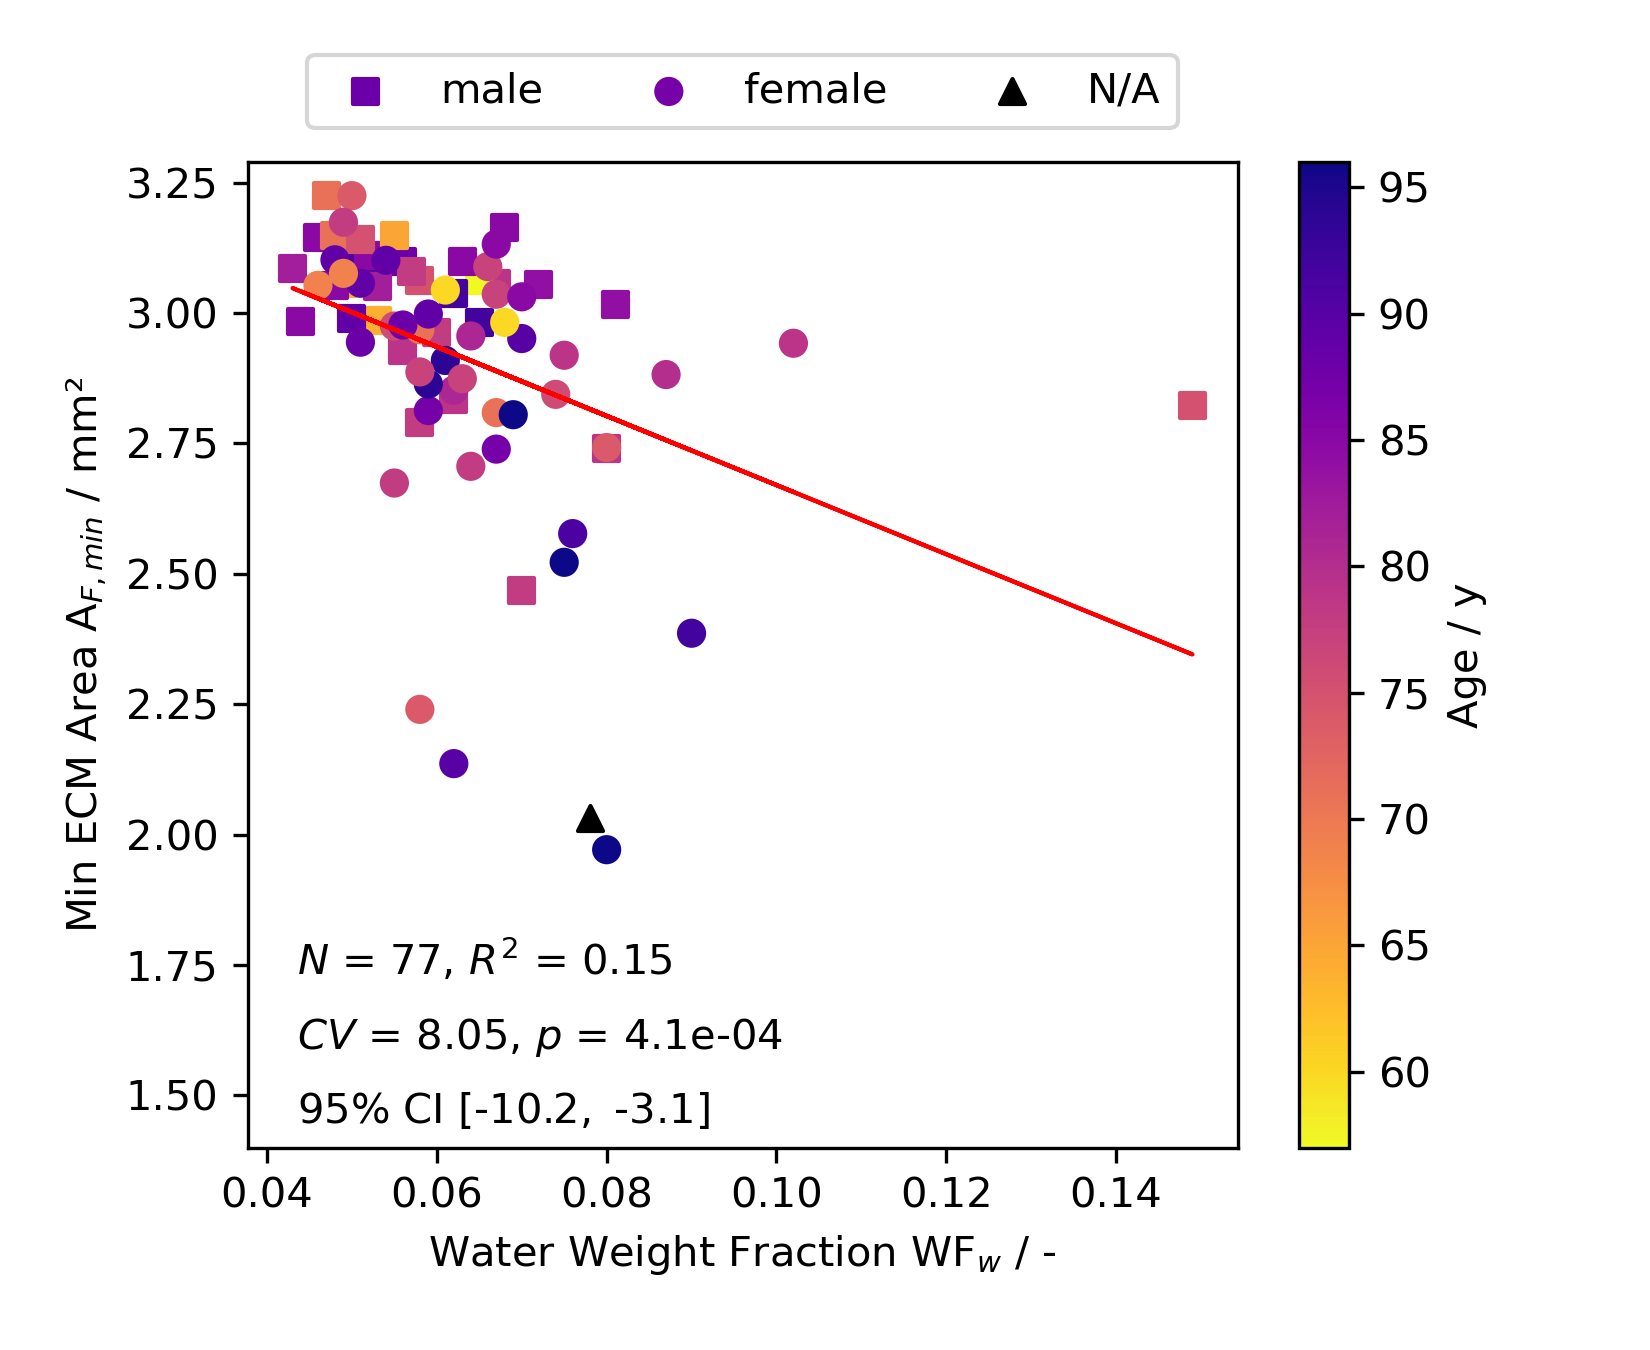 male female N/A
3.25
3.00
2.75
2.50
2.25
2.00
1.75
1.50
Min ECM Area A_F,min / mm²
N = 77, R² = 0.15
CV = 8.05, p = 4.1e-04
95% CI [-10.2, -3.1]
0.04 0.06 0.08 0.10 0.12 0.14
Water Weight Fraction WF_w / -
95
90
85
80
75
70
65
60
Age / y